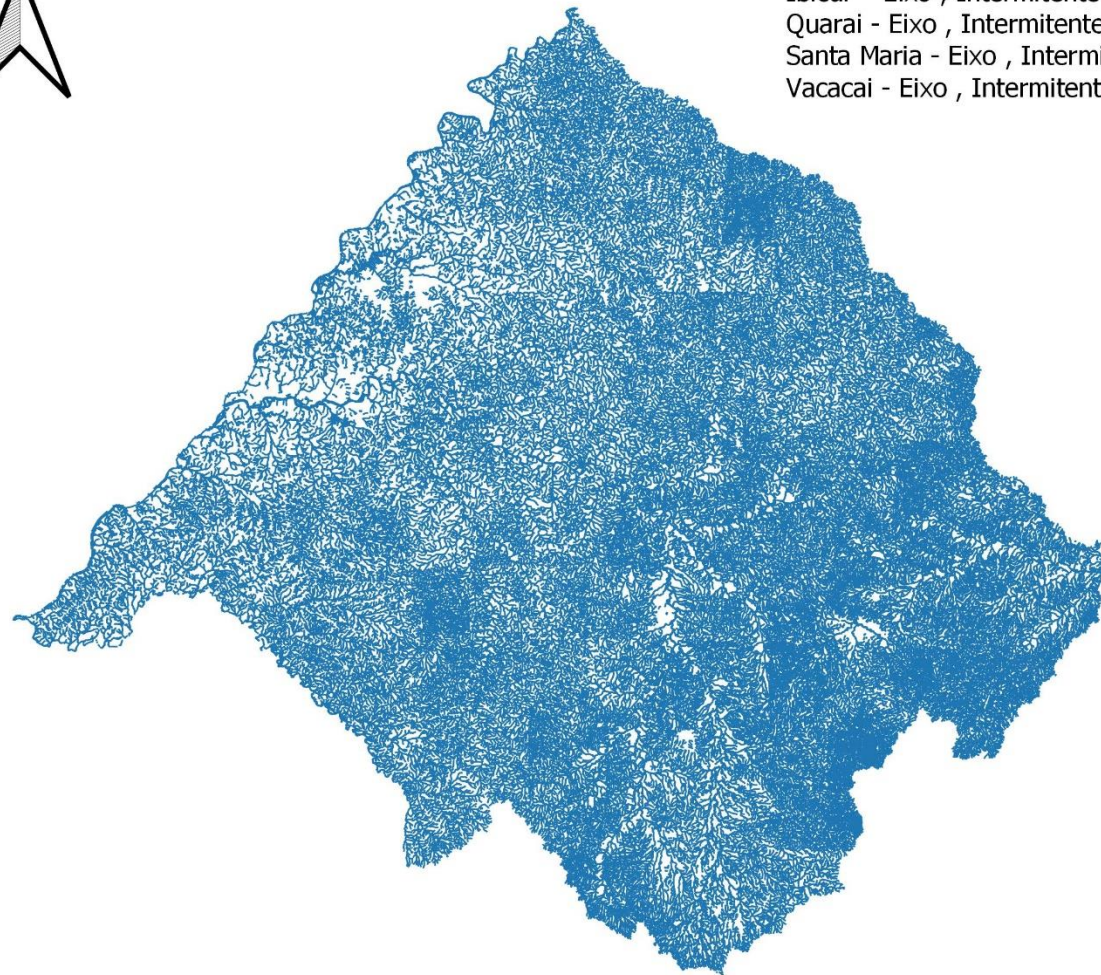 Quarai - Eixo , Intermitente
Santa Maria - Eixo , Intermi
Vacacai - Eixo , Intermitent